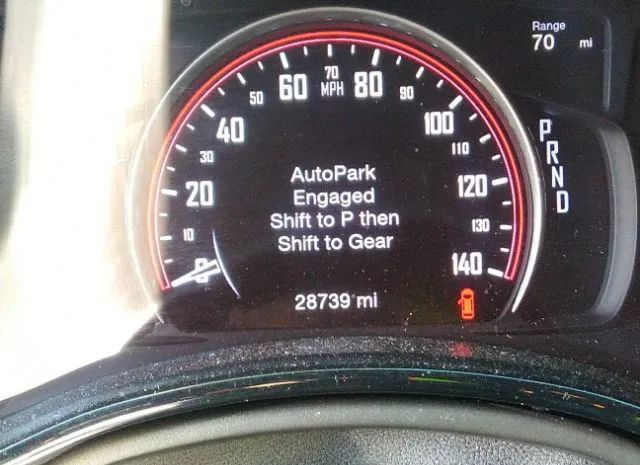 Range
70 mi
0
10
20
30
40
50
60
70
MPH
80
90
100
110
120
130
140
AutoPark
Engaged
Shift to P then
Shift to Gear
28739 mi
P
R
N
D